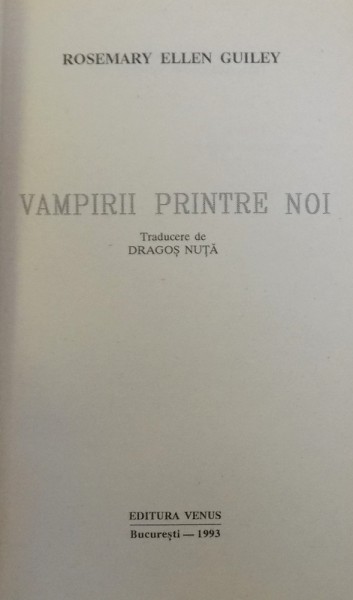 ROSEMARY ELLEN GUILEY
VAMPIRII PRINTRE NOI
Traducere de
DRAGOȘ NUȚĂ
EDITURA VENUS
București — 1993